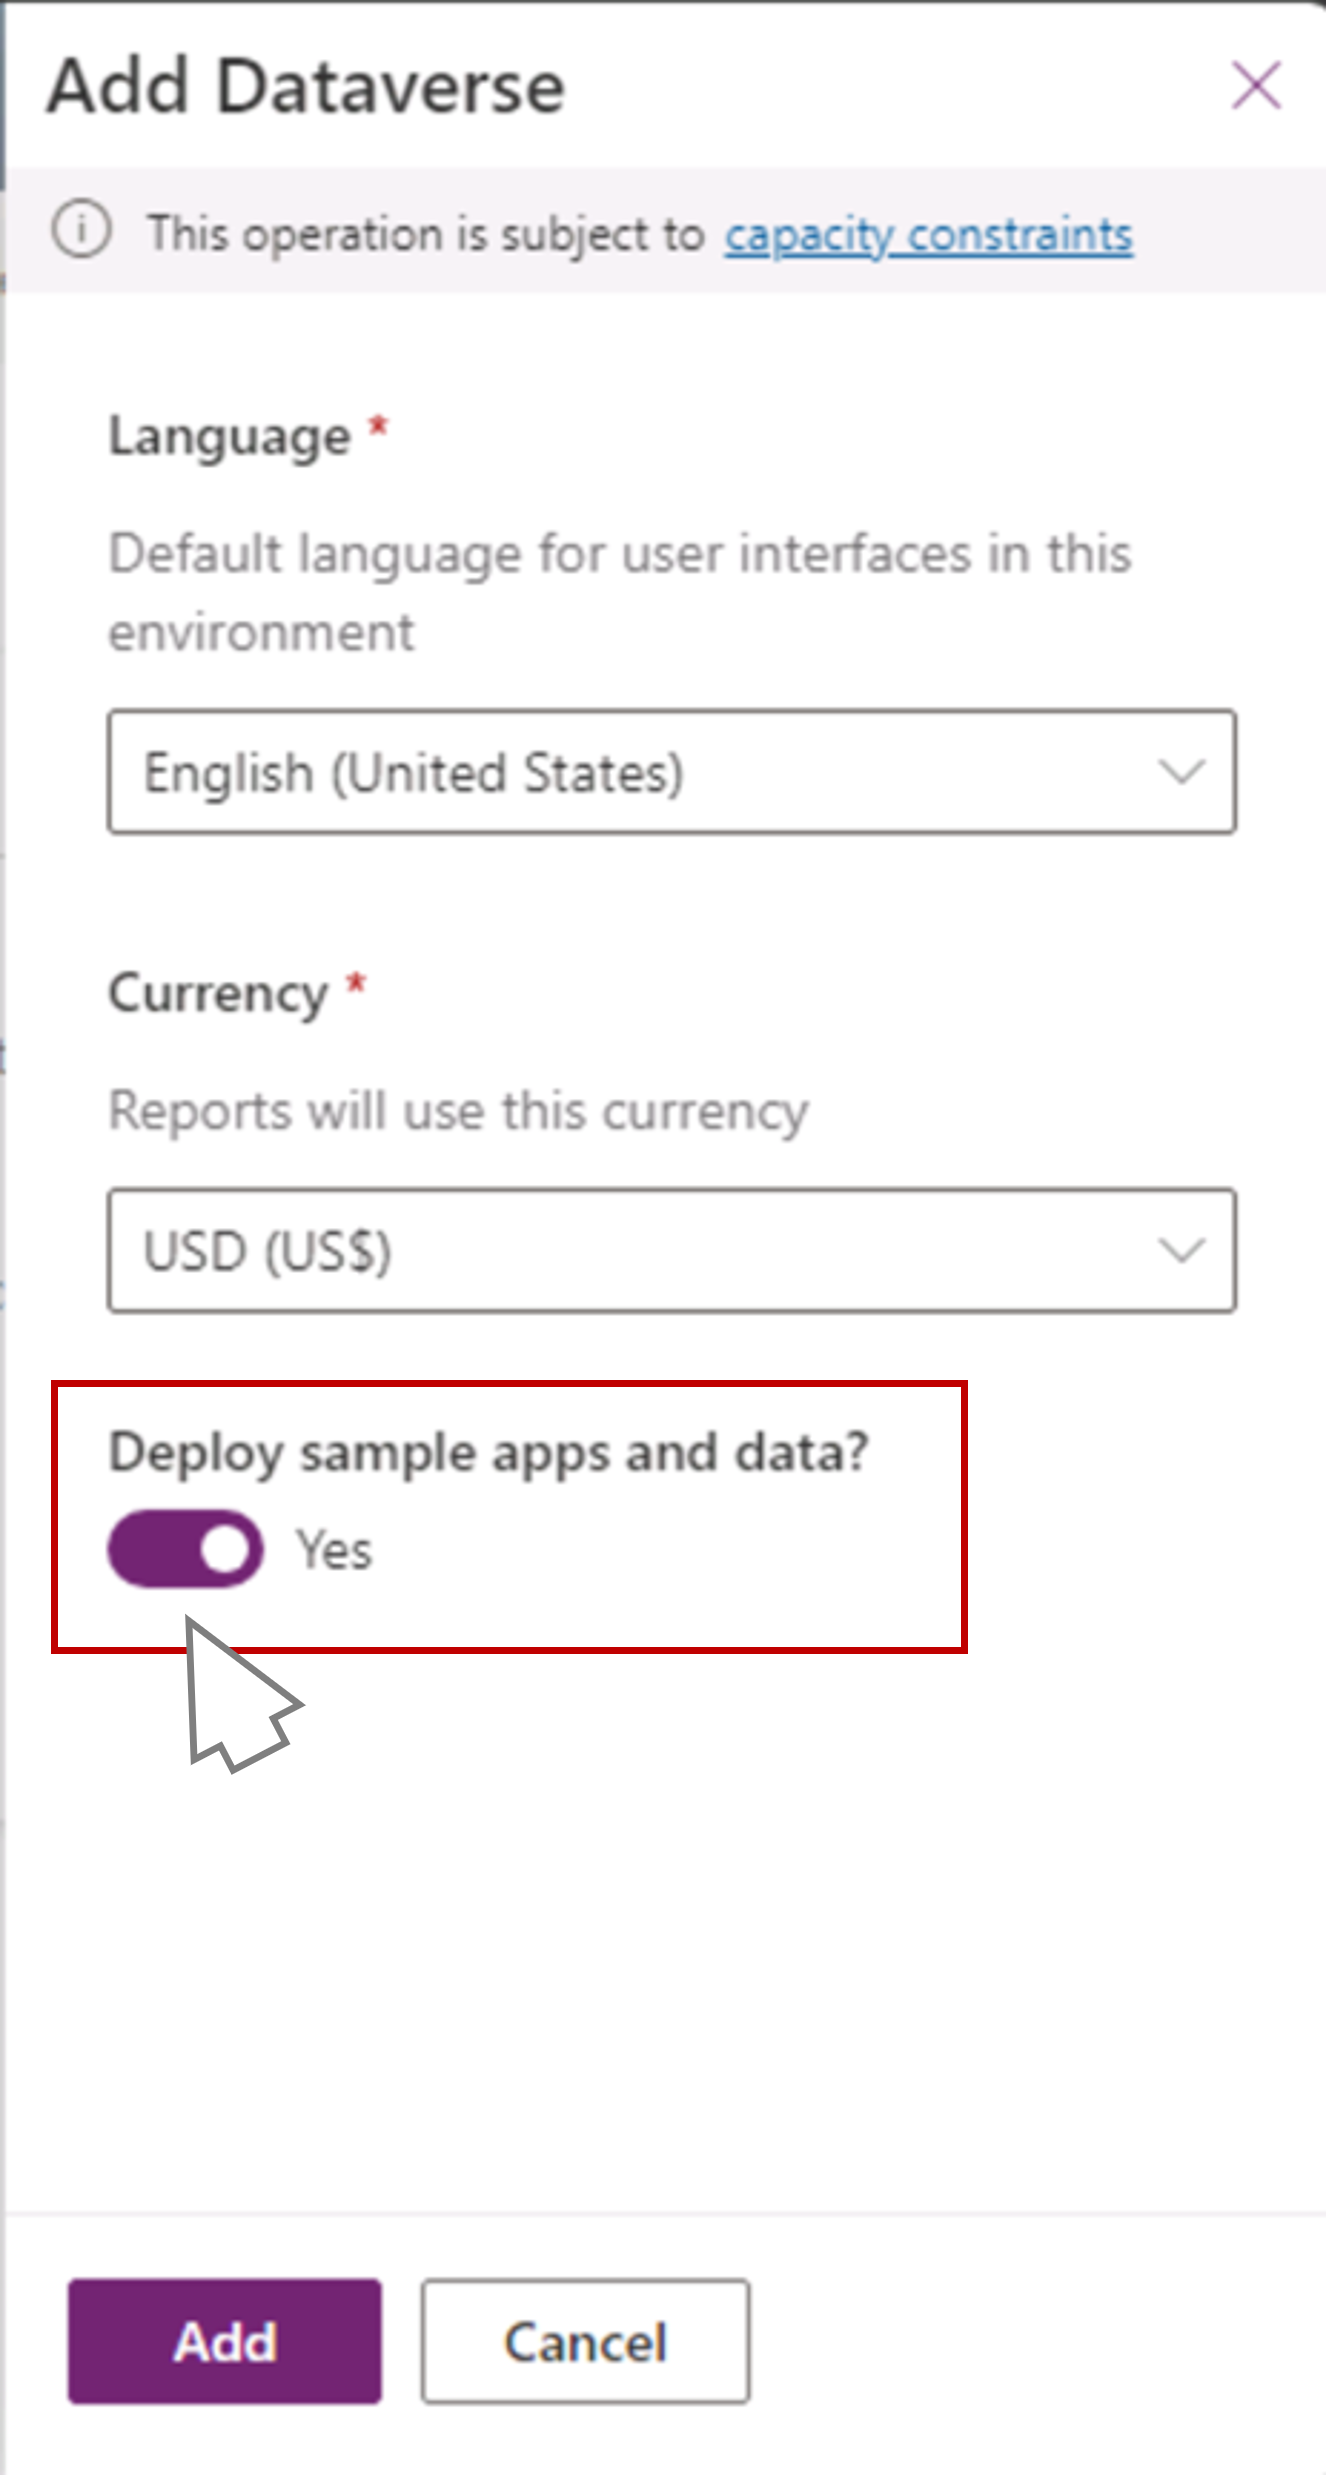 Add Dataverse
This operation is subject to capacity constraints
Language *
Default language for user interfaces in this
environment
English (United States)
Currency *
Reports will use this currency
USD (US$)
Deploy sample apps and data?
Yes
Add
Cancel